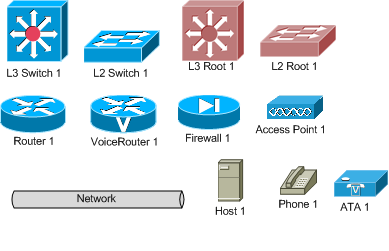 L3 Switch 1
L2 Switch 1
L3 Root 1
L2 Root 1
Router 1
VoiceRouter 1
Firewall 1
Access Point 1
Network
Host 1
Phone 1
ATA 1